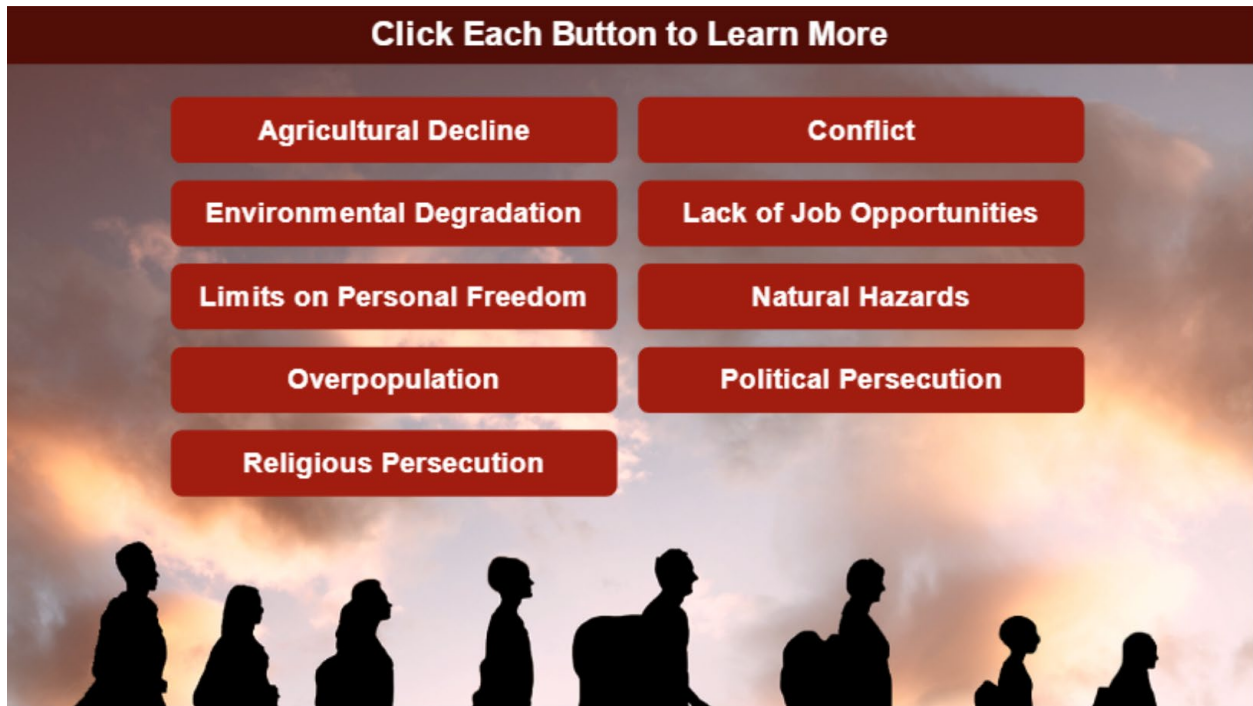 Click Each Button to Learn More
Agricultural Decline
Conflict
Environmental Degradation
Lack of Job Opportunities
Limits on Personal Freedom
Natural Hazards
Overpopulation
Political Persecution
Religious Persecution